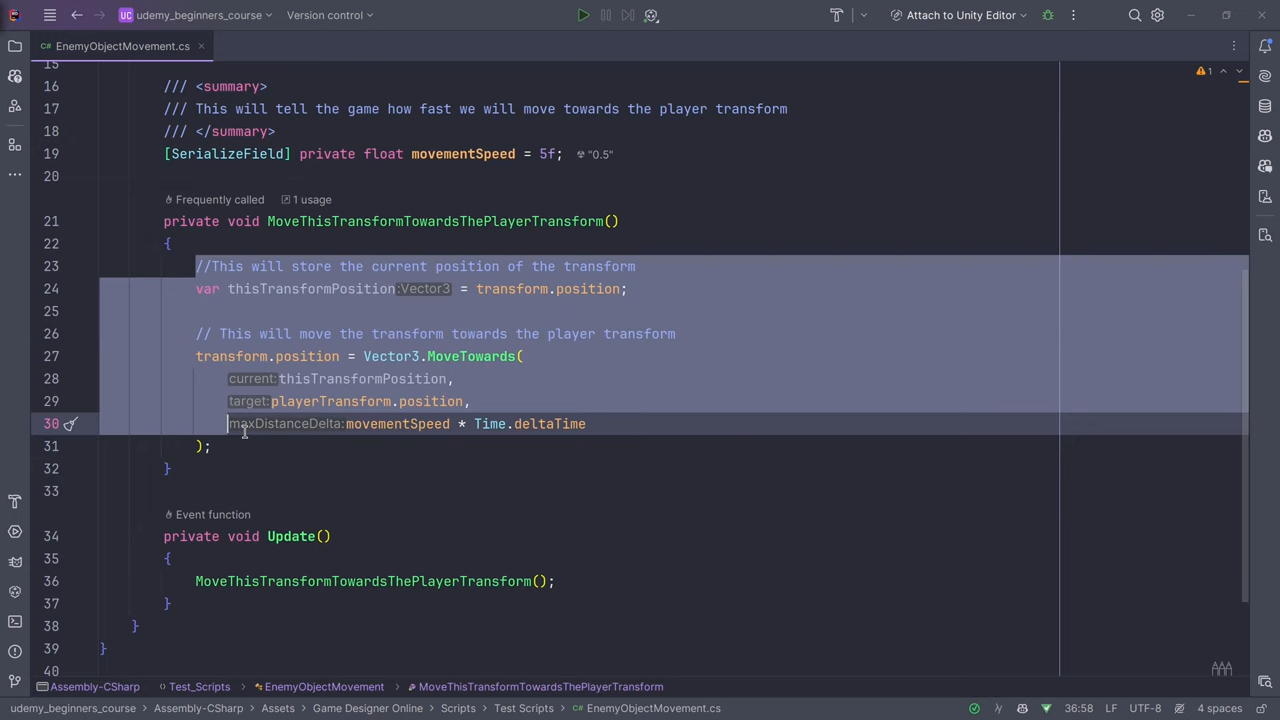 UC udemy_beginners_course Version control Attach to Unity Editor
C# EnemyObjectMovement.cs
15
16 /// <summary> 1
17 /// This will tell the game how fast we will move towards the player transform
18 /// </summary>
19 [SerializeField] private float movementSpeed = 5f; "0.5"
20
Frequently called 1 usage
21 private void MoveThisTransformTowardsThePlayerTransform()
22 {
23 //This will store the current position of the transform
24 var thisTransformPosition :Vector3 = transform.position;
25
26 // This will move the transform towards the player transform
27 transform.position = Vector3.MoveTowards(
28 current: thisTransformPosition,
29 target: playerTransform.position,
30 maxDistanceDelta: movementSpeed * Time.deltaTime
31 );
32 }
33
Event function
34 private void Update()
35 {
36 MoveThisTransformTowardsThePlayerTransform();
37 }
38 }
39 }
40
Assembly-CSharp Test_Scripts EnemyObjectMovement MoveThisTransformTowardsThePlayerTransform
udemy_beginners_course Assembly-CSharp Assets Game Designer Online Scripts Test Scripts C# EnemyObjectMovement.cs 36:58 LF UTF-8 4 spaces